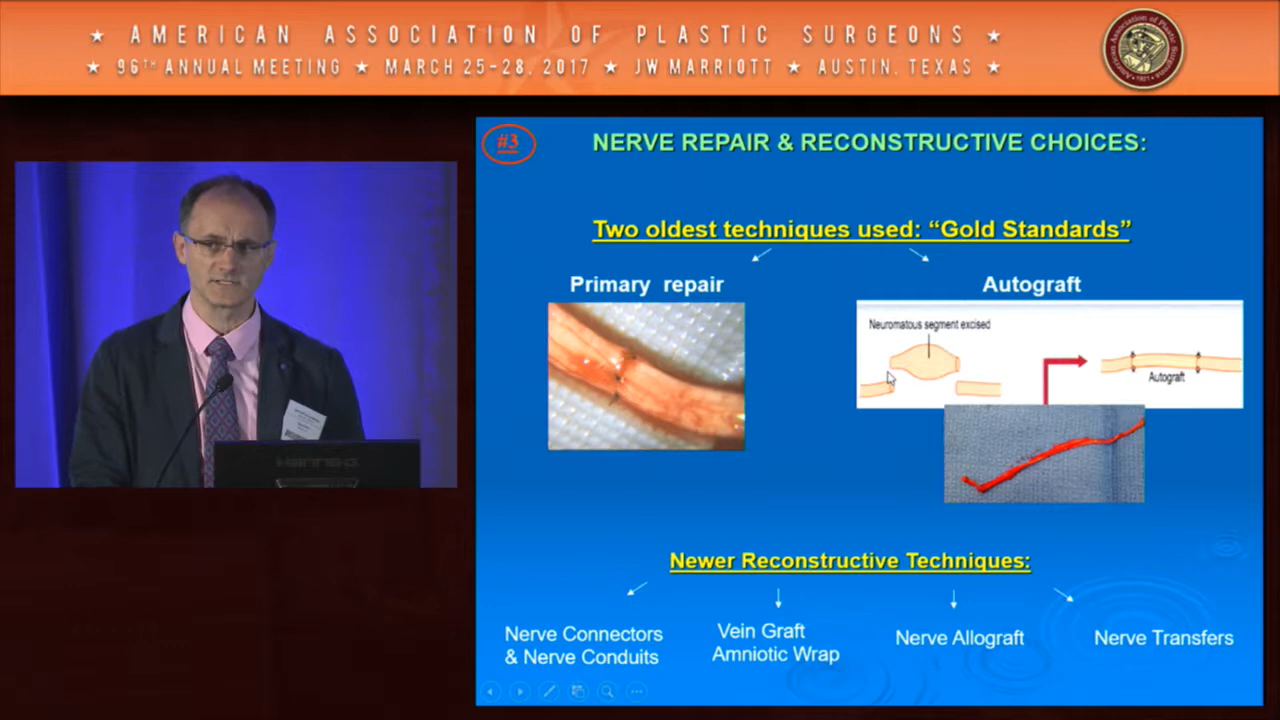 ★ AMERICAN ASSOCIATION OF PLASTIC SURGEONS ★
★ 96TH ANNUAL MEETING ★ MARCH 25-28, 2017 ★ JW MARRIOTT ★ AUSTIN, TEXAS ★
#3
NERVE REPAIR & RECONSTRUCTIVE CHOICES:
Two oldest techniques used: “Gold Standards”
Primary repair
Autograft
Neuromatous segment excised
Autograft
Newer Reconstructive Techniques:
Nerve Connectors
& Nerve Conduits
Vein Graft
Amniotic Wrap
Nerve Allograft
Nerve Transfers